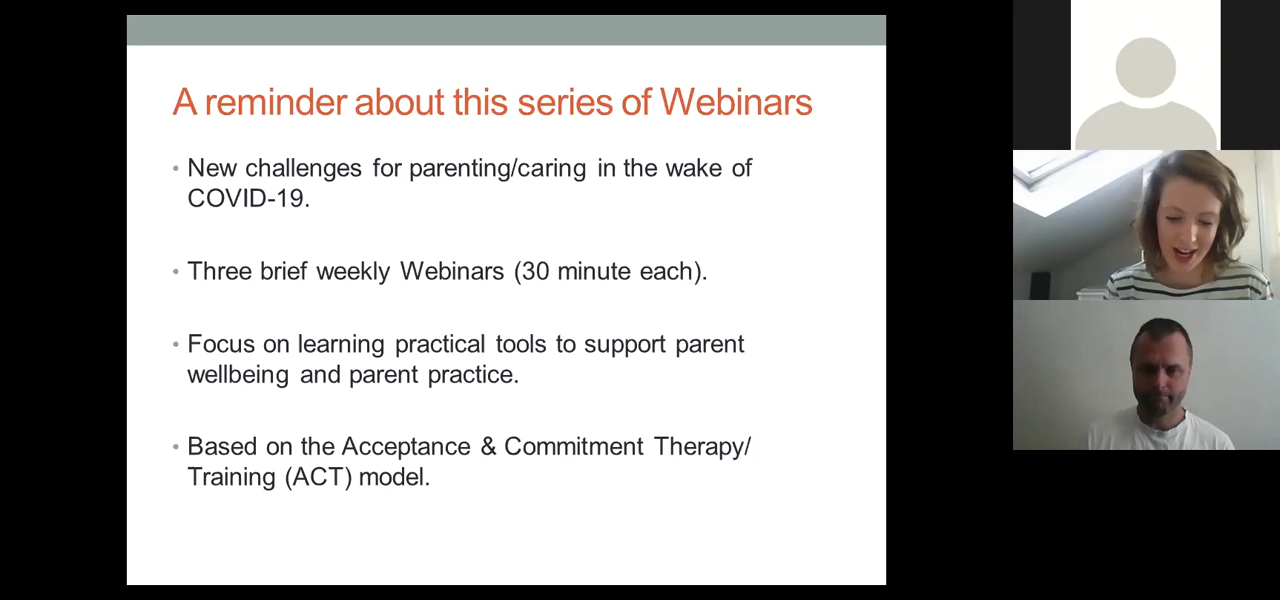 A reminder about this series of Webinars
• New challenges for parenting/caring in the wake of
COVID-19.
• Three brief weekly Webinars (30 minute each).
• Focus on learning practical tools to support parent
wellbeing and parent practice.
• Based on the Acceptance & Commitment Therapy/
Training (ACT) model.